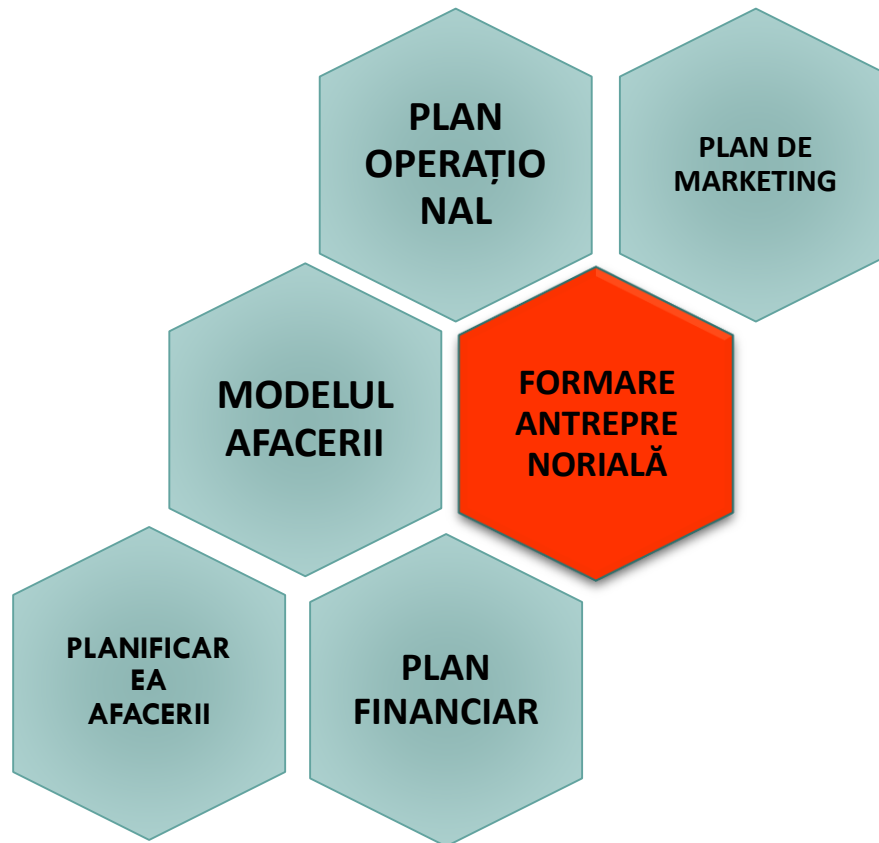 PLAN
OPERAȚIO
NAL
PLAN DE
MARKETING
MODELUL
AFACERII
FORMARE
ANTREPRE
NORIALĂ
PLANIFICAR
EA
AFACERII
PLAN
FINANCIAR